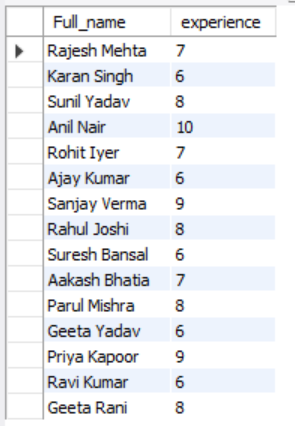 Full_name experience
Rajesh Mehta 7
Karan Singh 6
Sunil Yadav 8
Anil Nair 10
Rohit Iyer 7
Ajay Kumar 6
Sanjay Verma 9
Rahul Joshi 8
Suresh Bansal 6
Aakash Bhatia 7
Parul Mishra 8
Geeta Yadav 6
Priya Kapoor 9
Ravi Kumar 6
Geeta Rani 8